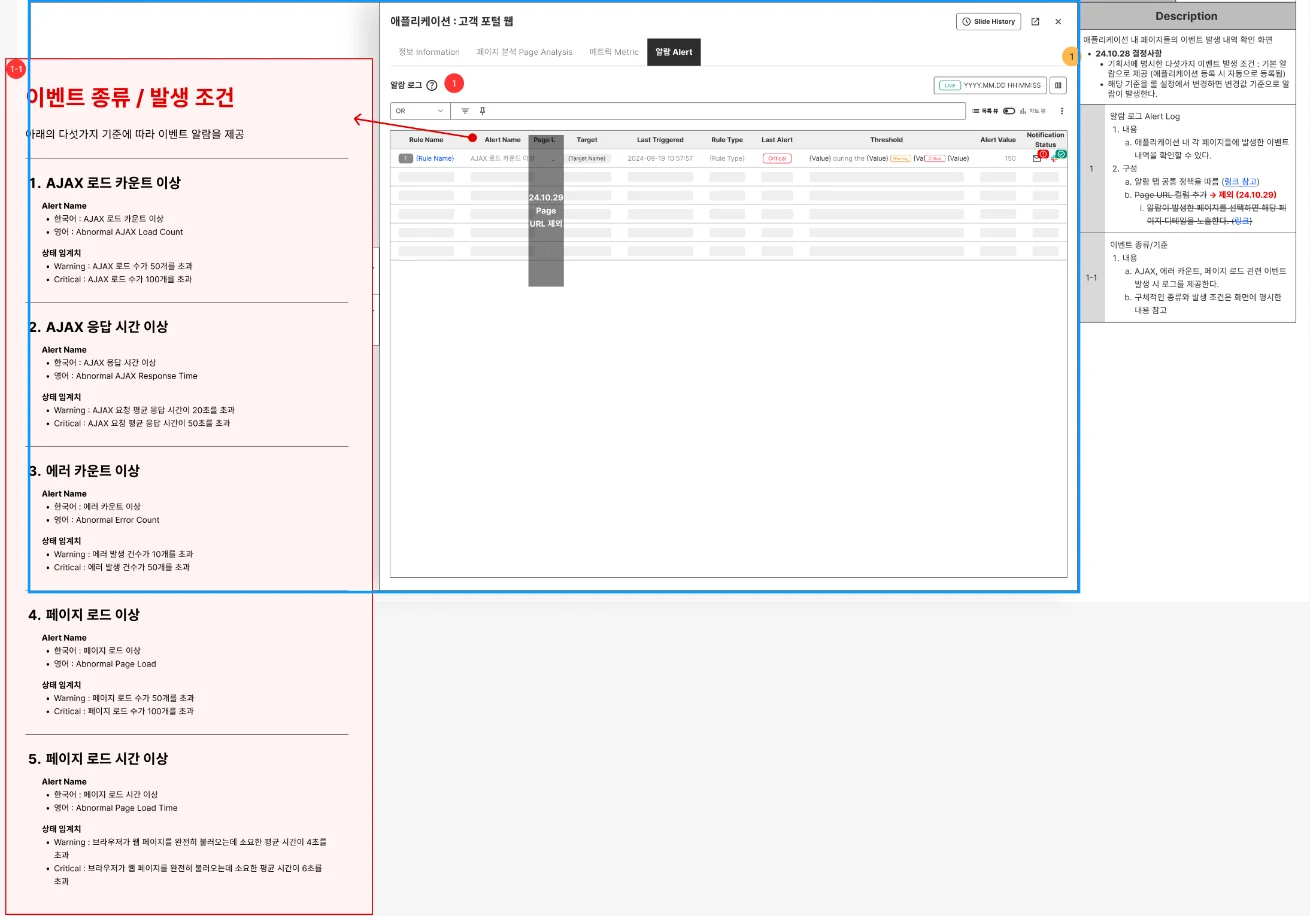 1-1
이벤트 종류 / 발생 조건
아래의 다섯가지 기준에 따라 이벤트 알람을 제공
1. AJAX 로드 카운트 이상
Alert Name
• 한국어 : AJAX 로드 카운트 이상
• 영어 : Abnormal AJAX Load Count
상태 임계치
• Warning : AJAX 로드 수가 50개를 초과
• Critical : AJAX 로드 수가 100개를 초과
2. AJAX 응답 시간 이상
Alert Name
• 한국어 : AJAX 응답 시간 이상
• 영어 : Abnormal AJAX Response Time
상태 임계치
• Warning : AJAX 요청 평균 응답 시간이 20초를 초과
• Critical : AJAX 요청 평균 응답 시간이 50초를 초과
3. 에러 카운트 이상
Alert Name
• 한국어 : 에러 카운트 이상
• 영어 : Abnormal Error Count
상태 임계치
• Warning : 에러 발생 건수가 10개를 초과
• Critical : 에러 발생 건수가 50개를 초과
4. 페이지 로드 이상
Alert Name
• 한국어 : 페이지 로드 이상
• 영어 : Abnormal Page Load
상태 임계치
• Warning : 페이지 로드 수가 50개를 초과
• Critical : 페이지 로드 수가 100개를 초과
5. 페이지 로드 시간 이상
Alert Name
• 한국어 : 페이지 로드 시간 이상
• 영어 : Abnormal Page Load Time
상태 임계치
• Warning : 브라우저가 웹 페이지를 완전히 불러오는데 소요한 평균 시간이 4초를
초과
• Critical : 브라우저가 웹 페이지를 완전히 불러오는데 소요한 평균 시간이 6초를
초과
애플리케이션 : 고객 포털 웹
Slide History
정보 Information 페이지 분석 Page Analysis 메트릭 Metric 알람 Alert
1
알람 로그 1
Live YYYY.MM.DD HH:MM:SS
OR
목록 뷰 차트 뷰
Rule Name Alert Name Page L Target Last Triggered Rule Type Last Alert Threshold Alert Value Notification
Status
1 {Rule Name} AJAX 로드 카운트 이상 {Target Name} 2024-09-19 10:57:57 {Rule Type} Critical {Value} during the {Value} Warning {Va Critical {Value} 150
24.10.29
Page
URL 제외
Description
애플리케이션 내 페이지들의 이벤트 발생 내역 확인 화면
• 24.10.28 결정사항
• 기획서에 명시한 다섯가지 이벤트 발생 조건 : 기본 알
람으로 제공 (애플리케이션 등록 시 자동으로 등록됨)
• 해당 기준을 룰 설정에서 변경하면 변경값 기준으로 알
람이 발생한다.
1
알람 로그 Alert Log
1. 내용
a. 애플리케이션 내 각 페이지들에 발생한 이벤트
내역을 확인할 수 있다.
2. 구성
a. 알람 탭 공통 정책을 따름 (링크 참고)
b. Page URL 컬럼 추가 → 제외 (24.10.29)
i. 알람이 발생한 페이지를 선택하면 해당 페
이지 디테일을 노출한다. (링크)
1-1
이벤트 종류/기준
1. 내용
a. AJAX, 에러 카운트, 페이지 로드 관련 이벤트
발생 시 로그를 제공한다.
b. 구체적인 종류와 발생 조건은 화면에 명시한
내용 참고